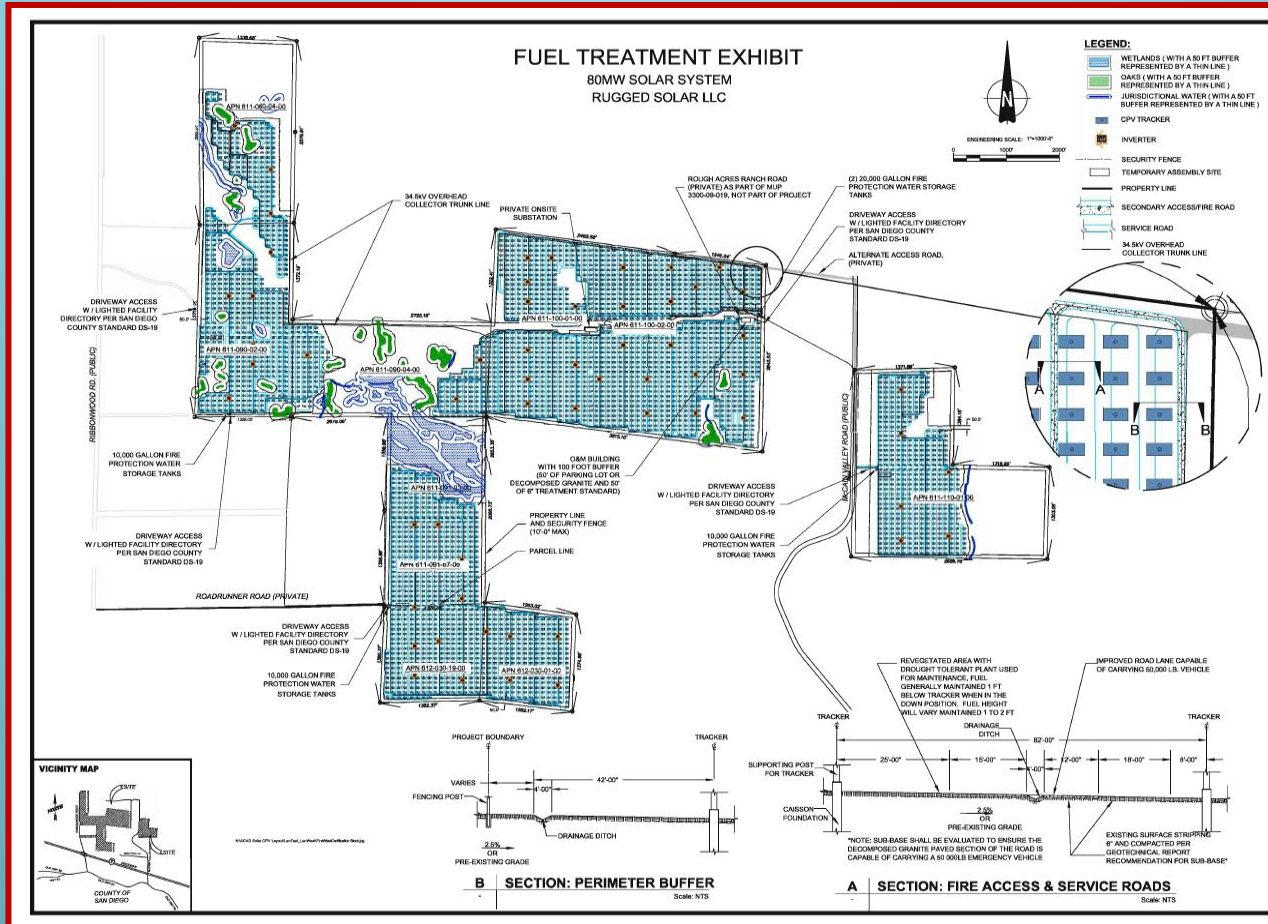 FUEL TREATMENT EXHIBIT
80MW SOLAR SYSTEM
RUGGED SOLAR LLC
N
ENGINEERING SCALE: 1"=1000'-0"
0 1000' 2000'
LEGEND:
WETLANDS ( WITH A 50 FT BUFFER
REPRESENTED BY A THIN LINE )
OAKS ( WITH A 50 FT BUFFER
REPRESENTED BY A THIN LINE )
JURISDICTIONAL WATER ( WITH A 50 FT
BUFFER REPRESENTED BY A THIN LINE )
CPV TRACKER
INVERTER
SECURITY FENCE
TEMPORARY ASSEMBLY SITE
PROPERTY LINE
SECONDARY ACCESS/FIRE ROAD
SERVICE ROAD
34.5kV OVERHEAD
COLLECTOR TRUNK LINE
APN 611-060-04-00
34.5kV OVERHEAD
COLLECTOR TRUNK LINE
PRIVATE ONSITE
SUBSTATION
ROUGH ACRES RANCH ROAD
(PRIVATE) AS PART OF MUP
3300-09-019, NOT PART OF PROJECT
(2) 20,000 GALLON FIRE
PROTECTION WATER STORAGE
TANKS
DRIVEWAY ACCESS
W / LIGHTED FACILITY DIRECTORY
PER SAN DIEGO COUNTY
STANDARD DS-19
ALTERNATE ACCESS ROAD,
(PRIVATE)
DRIVEWAY ACCESS
W / LIGHTED FACILITY
DIRECTORY PER SAN DIEGO
COUNTY STANDARD DS-19
RIBBONWOOD RD. (PUBLIC)
APN 611-090-02-00
APN 611-090-04-00
APN 611-100-01-00
APN 611-100-02-00
10,000 GALLON FIRE
PROTECTION WATER
STORAGE TANKS
DRIVEWAY ACCESS
W / LIGHTED FACILITY DIRECTORY
PER SAN DIEGO COUNTY
STANDARD DS-19
O&M BUILDING
WITH 100 FOOT BUFFER
(50' OF PARKING LOT OR
DECOMPOSED GRANITE AND 50'
OF 6" TREATMENT STANDARD)
PROPERTY LINE
AND SECURITY FENCE
(10'-0" MAX)
PARCEL LINE
DRIVEWAY ACCESS
W / LIGHTED FACILITY DIRECTORY
PER SAN DIEGO COUNTY
STANDARD DS-19
10,000 GALLON FIRE
PROTECTION WATER
STORAGE TANKS
McCAIN VALLEY ROAD (PUBLIC)
APN 611-110-01-00
A A
B B
ROADRUNNER ROAD (PRIVATE)
DRIVEWAY ACCESS
W / LIGHTED FACILITY DIRECTORY
PER SAN DIEGO COUNTY
STANDARD DS-19
10,000 GALLON FIRE
PROTECTION WATER
STORAGE TANKS
APN 612-030-19-00
APN 612-030-01-00
VICINITY MAP
NORTH
SITE
SITE
COUNTY OF
SAN DIEGO
PROJECT BOUNDARY
TRACKER
VARIES
42'-00"
4'-00"
FENCING POST
DRAINAGE DITCH
2.5%
OR
PRE-EXISTING GRADE
B SECTION: PERIMETER BUFFER
Scale: NTS
REVEGETATED AREA WITH
DROUGHT TOLERANT PLANT USED
FOR MAINTENANCE, FUEL
GENERALLY MAINTAINED 1 FT
BELOW TRACKER WHEN IN THE
DOWN POSITION. FUEL HEIGHT
WILL VARY MAINTAINED 1 TO 2 FT
IMPROVED ROAD LANE CAPABLE
OF CARRYING 50,000 LB. VEHICLE
TRACKER
DRAINAGE
DITCH
TRACKER
82'-00"
25'-00" 15'-00" 12'-00" 18'-00" 8'-00"
SUPPORTING POST
FOR TRACKER
CAISSON
FOUNDATION
2.5%
OR
PRE-EXISTING GRADE
*NOTE: SUB-BASE SHALL BE EVALUATED TO ENSURE THE
DECOMPOSED GRANITE PAVED SECTION OF THE ROAD IS
CAPABLE OF CARRYING A 50 000LB EMERGENCY VEHICLE
EXISTING SURFACE STRIPPING
6" AND COMPACTED PER
GEOTECHNICAL REPORT
RECOMMENDATION FOR SUB-BASE*
A SECTION: FIRE ACCESS & SERVICE ROADS
Scale: NTS